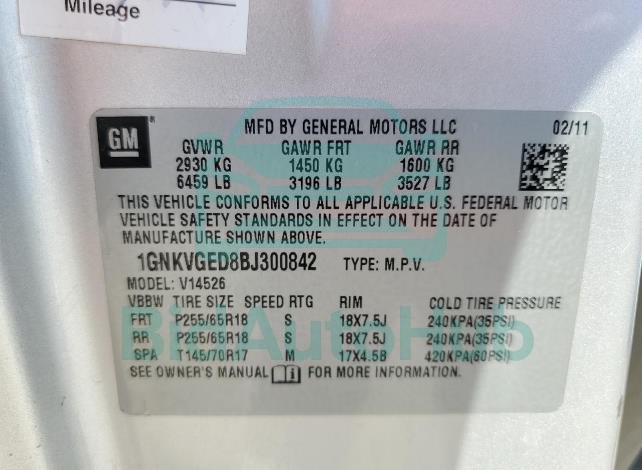 Mileage
GM
MFD BY GENERAL MOTORS LLC 02/11
GVWR GAWR FRT GAWR RR
2930 KG 1450 KG 1600 KG
6459 LB 3196 LB 3527 LB
THIS VEHICLE CONFORMS TO ALL APPLICABLE U.S. FEDERAL MOTOR
VEHICLE SAFETY STANDARDS IN EFFECT ON THE DATE OF
MANUFACTURE SHOWN ABOVE.
1GNKVGED8BJ300842 TYPE: M.P.V.
MODEL: V14526
VBBW TIRE SIZE SPEED RTG RIM COLD TIRE PRESSURE
FRT P255/65R18 S 18X7.5J 240KPA(35PSI)
RR P255/65R18 S 18X7.5J 240KPA(35PSI)
SPA T145/70R17 M 17X4.5B 420KPA(60PSI)
SEE OWNER'S MANUAL FOR MORE INFORMATION.